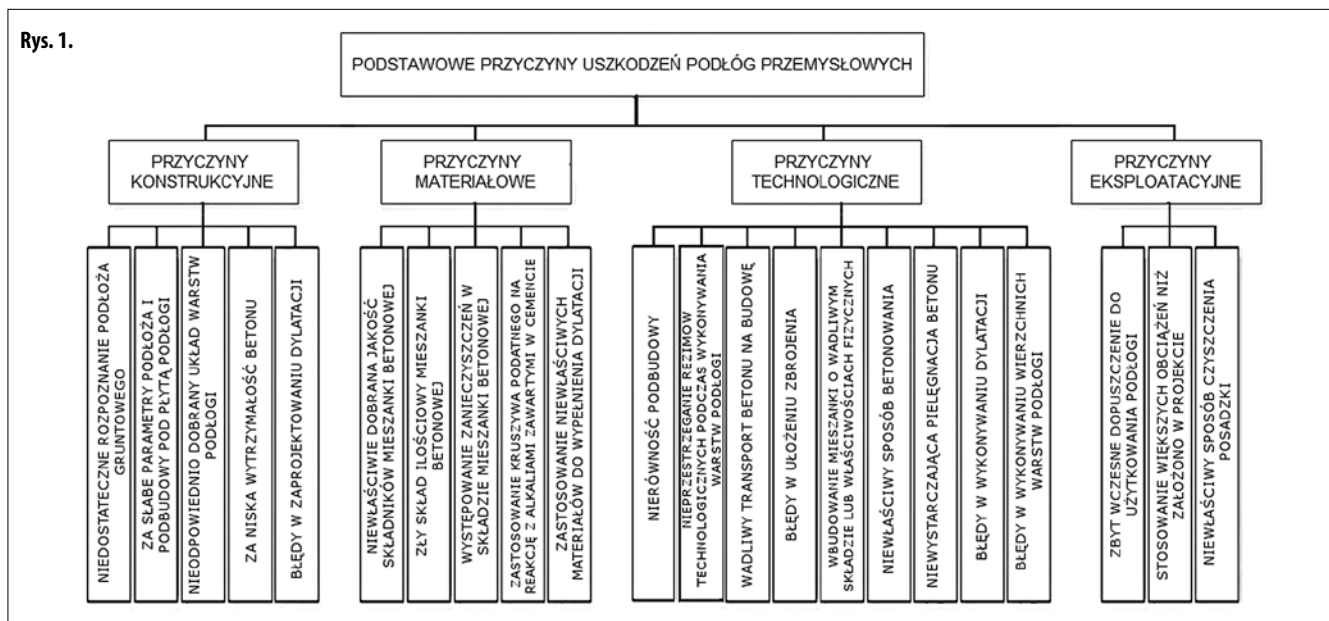 Rys. 1.
PODSTAWOWE PRZYCZYNY USZKODZEŃ PODŁÓG PRZEMYSŁOWYCH
PRZYCZYNY
KONSTRUKCYJNE
PRZYCZYNY
MATERIAŁOWE
PRZYCZYNY
TECHNOLOGICZNE
PRZYCZYNY
EKSPLOATACYJNE
NIEDOSTATECZNE ROZPOZNANIE PODŁOŻA
GRUNTOWEGO
ZA SŁABE PARAMETRY PODŁOŻA I
PODBUDOWY POD PŁYTĄ PODŁOGI
NIEODPOWIEDNIO DOBRANY UKŁAD WARSTW
PODŁOGI
ZA NISKA WYTRZYMAŁOŚĆ BETONU
BŁĘDY W ZAPROJEKTOWANIU DYLATACJI
NIEWŁAŚCIWIE DOBRANA JAKOŚĆ
SKŁADNIKÓW MIESZANKI BETONOWEJ
ZŁY SKŁAD ILOŚCIOWY MIESZANKI
BETONOWEJ
WYSTĘPOWANIE ZANIECZYSZCZEŃ W
SKŁADZIE MIESZANKI BETONOWEJ
ZASTOSOWANIE KRUSZYWA PODATNEGO NA
REAKCJĘ Z ALKALIAMI ZAWARTYMI W CEMENCIE
ZASTOSOWANIE NIEWŁAŚCIWYCH
MATERIAŁÓW DO WYPEŁNIENIA DYLATACJI
NIERÓWNOŚĆ PODBUDOWY
NIEPRZESTRZEGANIE REZIMOW
TECHNOLOGICZNYCH PODCZAS WYKONYWANIA
WARSTW PODŁOGI
WADLIWY TRANSPORT BETONU NA BUDOWĘ
BŁĘDY W UŁOŻENIU ZBROJENIA
WBUDOWANIE MIESZANKI O WADLIWYM
SKŁADZIE LUB WŁAŚCIWOŚCIACH FIZYCZNYCH
NIEWŁAŚCIWY SPOSÓB BETONOWANIA
NIEWYSTARCZAJĄCA PIELĘGNACJA BETONU
BŁĘDY W WYKONYWANIU DYLATACJI
BŁĘDY W WYKONYWANIU WIERZCHNICH
WARSTW PODŁOGI
ZBYT WCZESNE DOPUSZCZENIE DO
UŻYTKOWANIA PODŁOGI
STOSOWANIE WIĘKSZYCH OBCIĄŻEŃ NIŻ
ZAŁOŻONO W PROJEKCIE
NIEWŁAŚCIWY SPOSÓB CZYSZCZENIA
POSADZKI